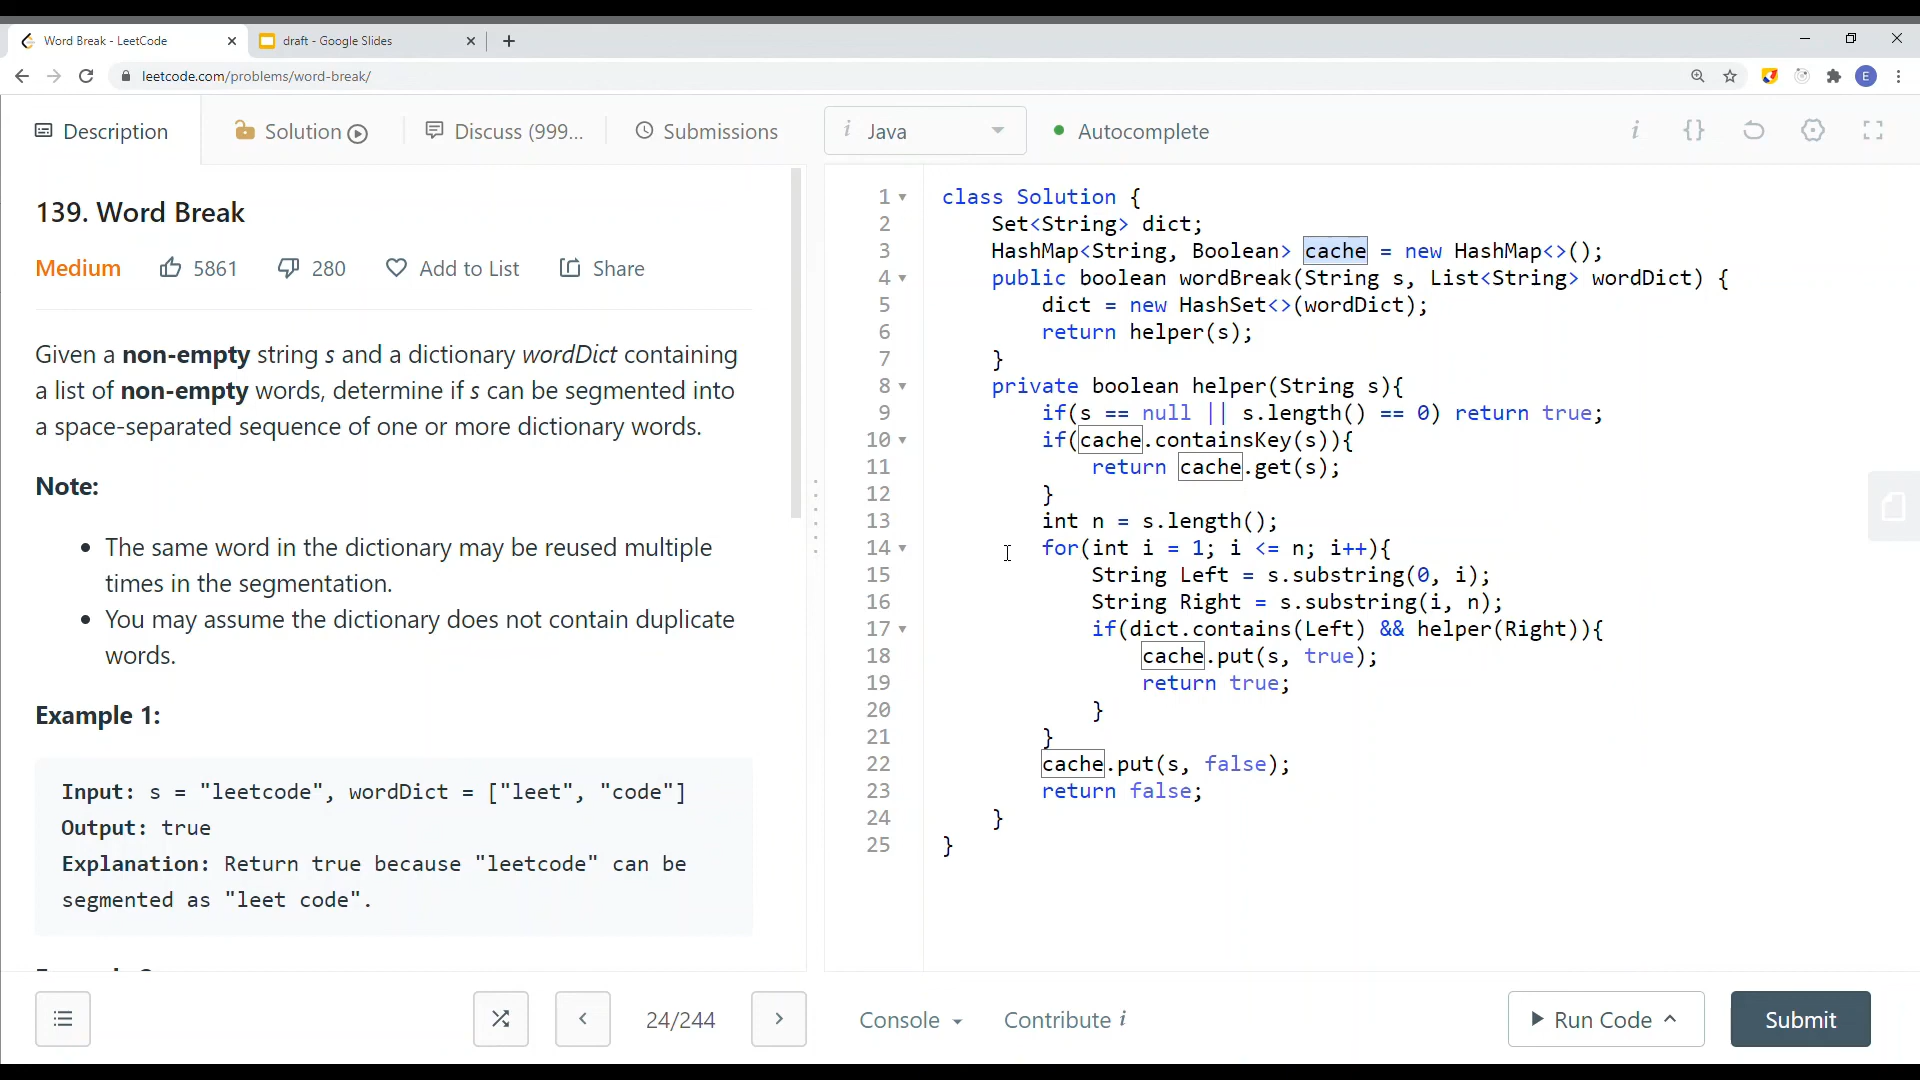 Word Break - LeetCode
draft - Google Slides
leetcode.com/problems/word-break/
E
Description
Solution
Discuss (999...
Submissions
i Java
Autocomplete
i {}
139. Word Break
Medium 5861 280 Add to List Share
Given a non-empty string s and a dictionary wordDict containing
a list of non-empty words, determine if s can be segmented into
a space-separated sequence of one or more dictionary words.
Note:
• The same word in the dictionary may be reused multiple
times in the segmentation.
• You may assume the dictionary does not contain duplicate
words.
Example 1:
Input: s = "leetcode", wordDict = ["leet", "code"]
Output: true
Explanation: Return true because "leetcode" can be
segmented as "leet code".
1 class Solution {
2 Set<String> dict;
3 HashMap<String, Boolean> cache = new HashMap<>();
4 public boolean wordBreak(String s, List<String> wordDict) {
5 dict = new HashSet<>(wordDict);
6 return helper(s);
7 }
8 private boolean helper(String s){
9 if(s == null || s.length() == 0) return true;
10 if(cache.containsKey(s)){
11 return cache.get(s);
12 }
13 int n = s.length();
14 for(int i = 1; i <= n; i++){
15 String Left = s.substring(0, i);
16 String Right = s.substring(i, n);
17 if(dict.contains(Left) && helper(Right)){
18 cache.put(s, true);
19 return true;
20 }
21 }
22 cache.put(s, false);
23 return false;
24 }
25 }
24/244
Console
Contribute i
Run Code
Submit